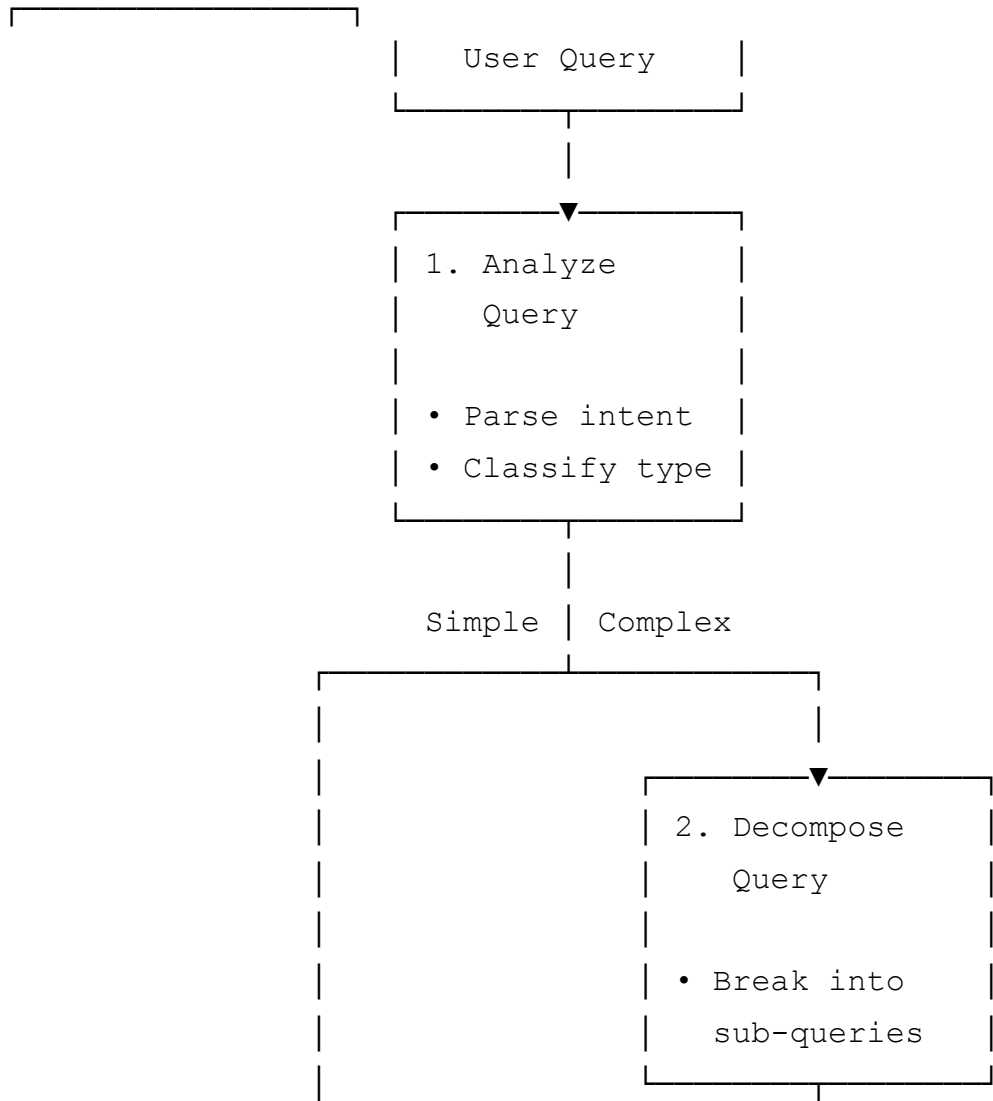 User Query
1. Analyze
Query
• Parse intent
• Classify type
Simple | Complex
2. Decompose
Query
• Break into
sub-queries